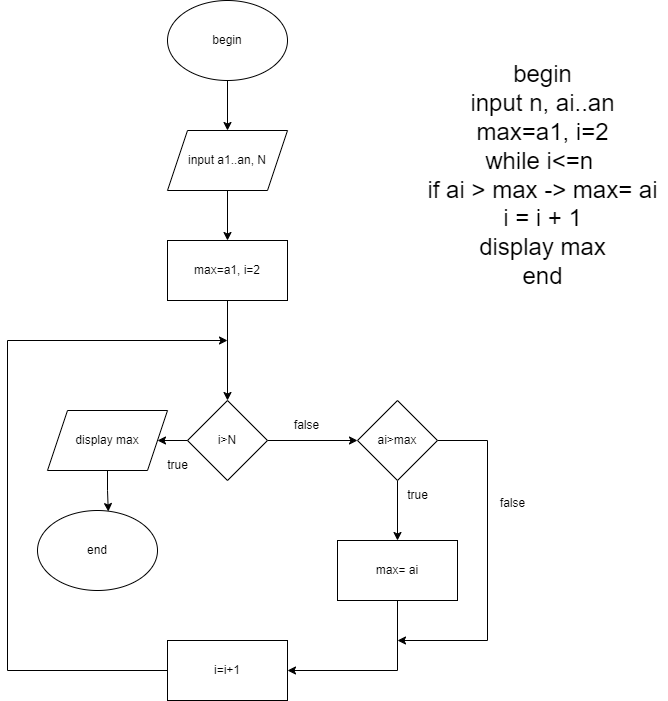 begin
input a1..an, N
max=a1, i=2
i>N
true
display max
end
false
ai>max
true
false
max= ai
i=i+1
begin
input n, ai..an
max=a1, i=2
while i<=n
if ai > max -> max= ai
i = i + 1
display max
end